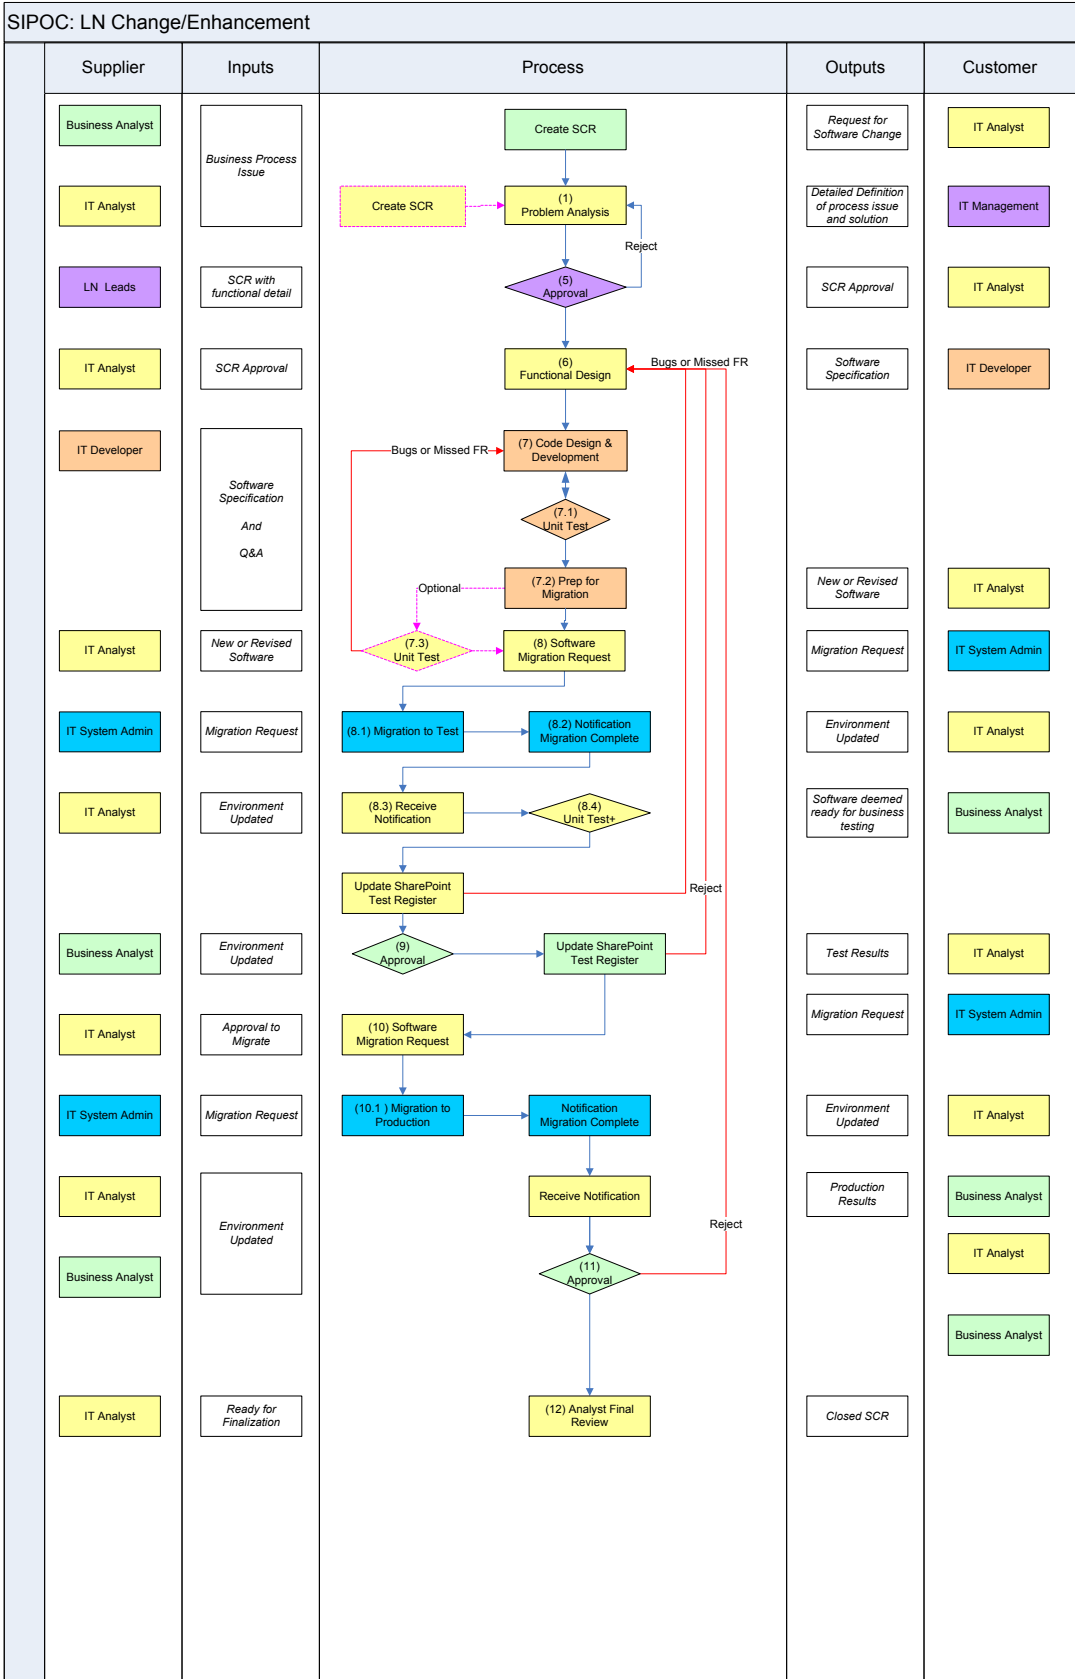 SIPOC: LN Change/Enhancement
Supplier
Inputs
Process
Outputs
Customer
Business Analyst
Business Process
Issue
Create SCR
Request for
Software Change
IT Analyst
IT Analyst
Create SCR
(1)
Problem Analysis
Detailed Definition
of process issue
and solution
IT Management
Reject
LN  Leads
SCR with
functional detail
(5)
Approval
SCR Approval
IT Analyst
IT Analyst
SCR Approval
(6)
Functional Design
Bugs or Missed FR
Software
Specification
IT Developer
IT Developer
Software
Specification
And
Q&A
Bugs or Missed FR
(7) Code Design &
Development
(7.1)
Unit Test
Optional
(7.2) Prep for
Migration
New or Revised
Software
IT Analyst
IT Analyst
New or Revised
Software
(7.3)
Unit Test
(8) Software
Migration Request
Migration Request
IT System Admin
IT System Admin
Migration Request
(8.1) Migration to Test
(8.2) Notification
Migration Complete
Environment
Updated
IT Analyst
IT Analyst
Environment
Updated
(8.3) Receive
Notification
(8.4)
Unit Test+
Software deemed
ready for business
testing
Business Analyst
Update SharePoint
Test Register
Reject
Business Analyst
Environment
Updated
(9)
Approval
Update SharePoint
Test Register
Test Results
IT Analyst
Migration Request
IT System Admin
IT Analyst
Approval to
Migrate
(10) Software
Migration Request
IT System Admin
Migration Request
(10.1 ) Migration to
Production
Notification
Migration Complete
Environment
Updated
IT Analyst
IT Analyst
Environment
Updated
Receive Notification
Production
Results
Business Analyst
Reject
IT Analyst
Business Analyst
(11)
Approval
Business Analyst
IT Analyst
Ready for
Finalization
(12) Analyst Final
Review
Closed SCR